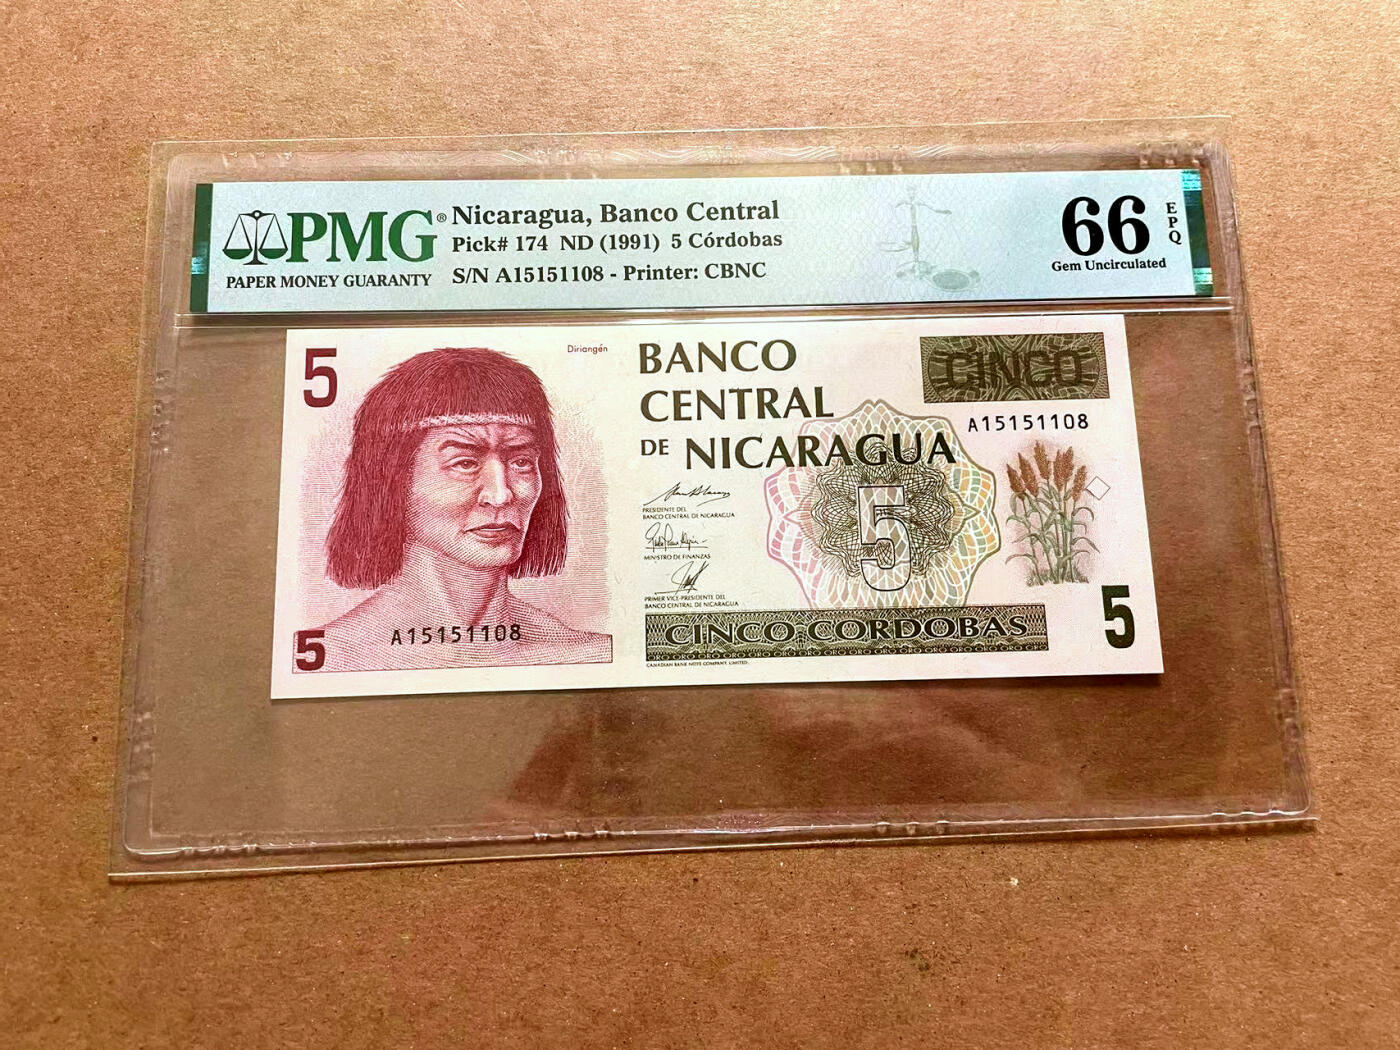 PMG®
PAPER MONEY GUARANTY
Nicaragua, Banco Central
Pick# 174 ND (1991) 5 Córdobas
S/N A15151108 - Printer: CBNC
66
EPQ
Gem Uncirculated
5
Diriangén
BANCO
CENTRAL
DE NICARAGUA
CINCO
A15151108
PRESIDENTE DEL
BANCO CENTRAL DE NICARAGUA
MINISTRO DE FINANZAS
PRIMER VICE-PRESIDENTE DEL
BANCO CENTRAL DE NICARAGUA
5
5
A15151108
CINCO CORDOBAS
5
CANADIAN BANK NOTE COMPANY, LIMITED.